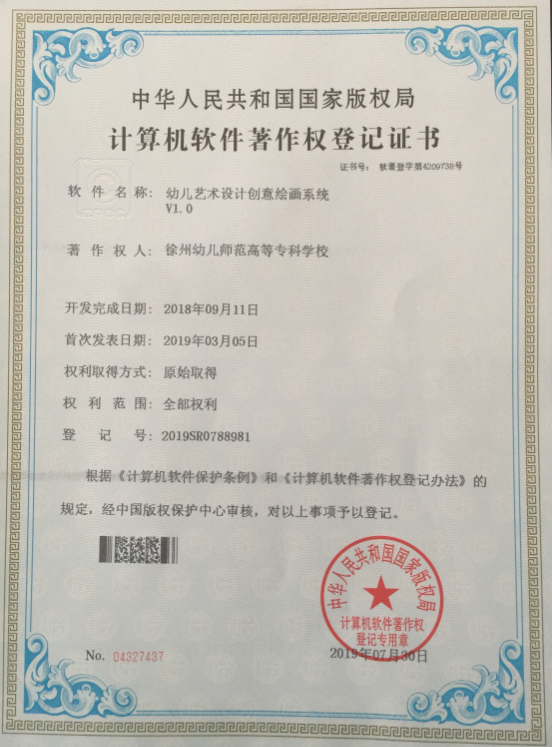 中华人民共和国国家版权局
计算机软件著作权登记证书
证书号： 软著登字第4209738号
软件名称： 幼儿艺术设计创意绘画系统
V1.0
著作权人： 徐州幼儿师范高等专科学校
开发完成日期： 2018年09月11日
首次发表日期： 2019年03月05日
权利取得方式： 原始取得
权利范围： 全部权利
登记号： 2019SR0788981
根据《计算机软件保护条例》和《计算机软件著作权登记办法》的
规定，经中国版权保护中心审核，对以上事项予以登记。
中华人民共和国国家版权局
计算机软件著作权
登记专用章
No. 04327437
2019年07月30日